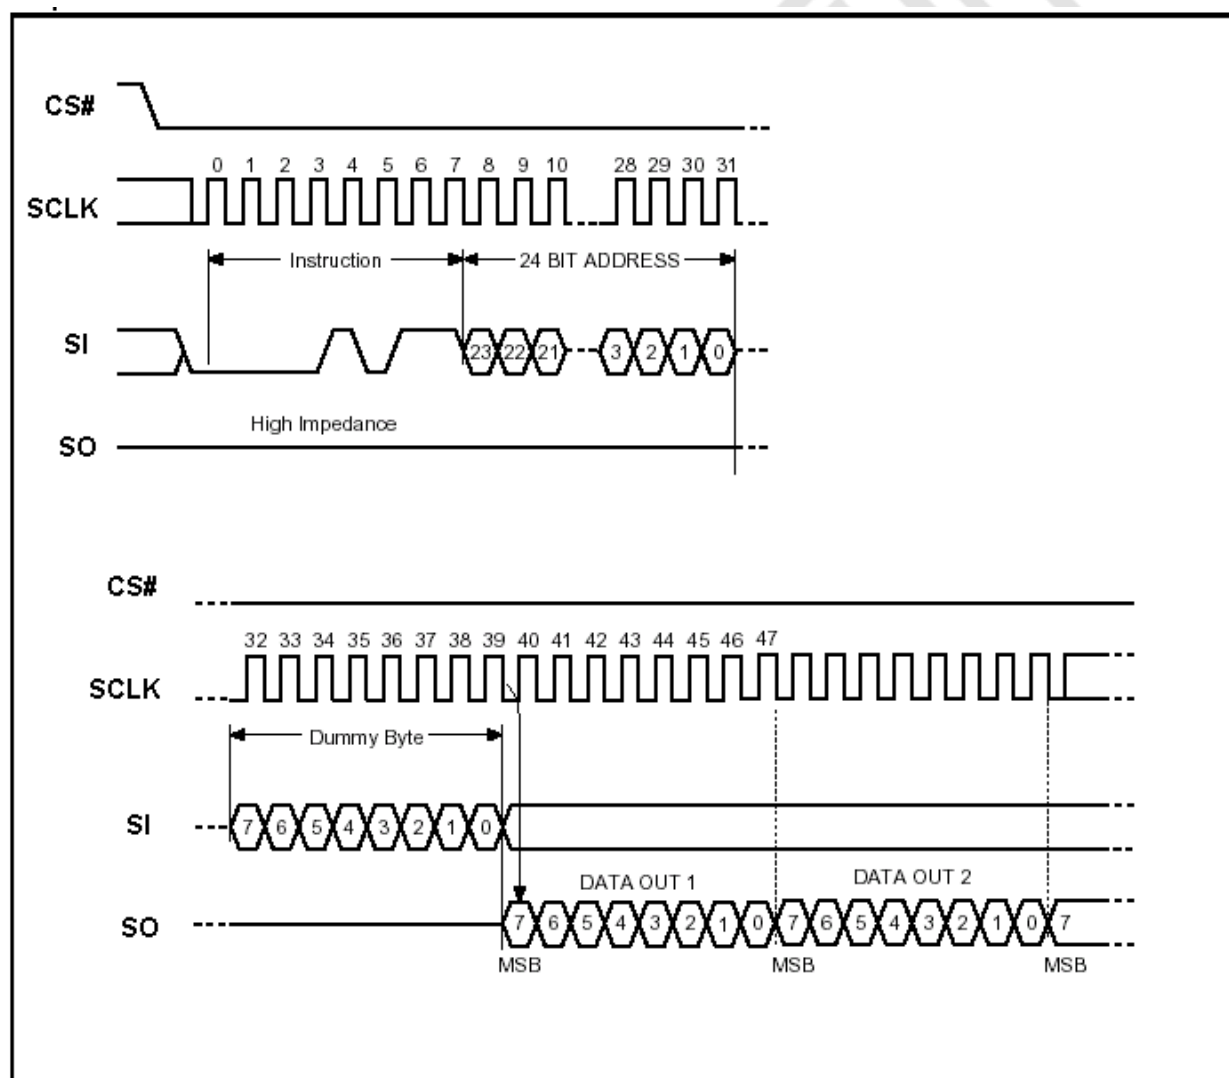 CS#
0 1 2 3 4 5 6 7 8 9 10 28 29 30 31
SCLK
Instruction 24 BIT ADDRESS
SI 23 22 21 3 2 1 0
High Impedance
SO
CS#
32 33 34 35 36 37 38 39 40 41 42 43 44 45 46 47
SCLK
Dummy Byte
SI 7 6 5 4 3 2 1 0
DATA OUT 1 DATA OUT 2
SO 7 6 5 4 3 2 1 0 7 6 5 4 3 2 1 0 7
MSB MSB MSB